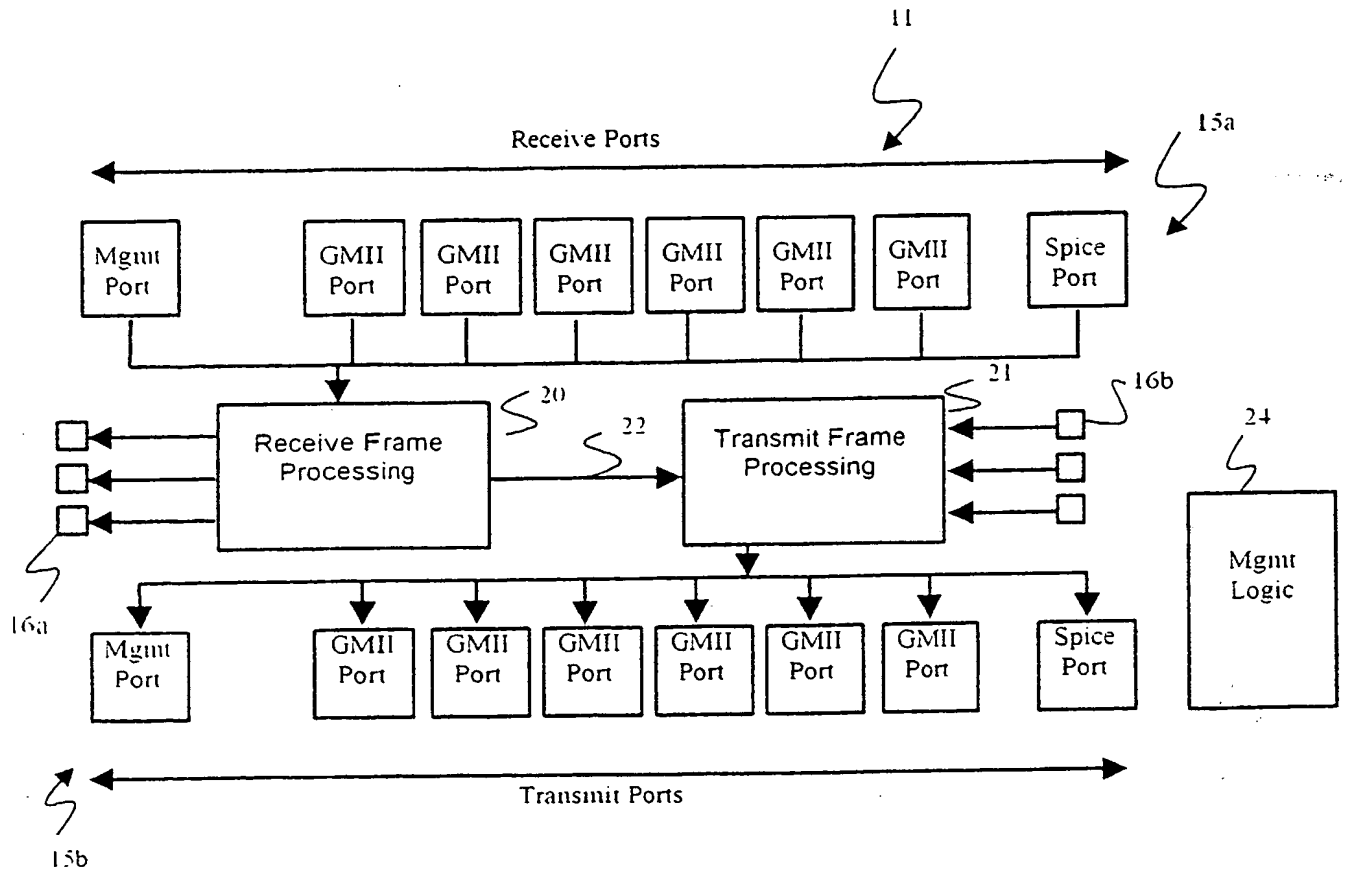 11
Receive Ports
15a
Mgmt
Port
GMII
Port
GMII
Port
GMII
Port
GMII
Port
GMII
Port
GMII
Port
Spice
Port
20
21
16b
Receive Frame
Processing
22
Transmit Frame
Processing
24
Mgmt
Logic
16a
Mgmt
Port
GMII
Port
GMII
Port
GMII
Port
GMII
Port
GMII
Port
GMII
Port
Spice
Port
Transmit Ports
15b